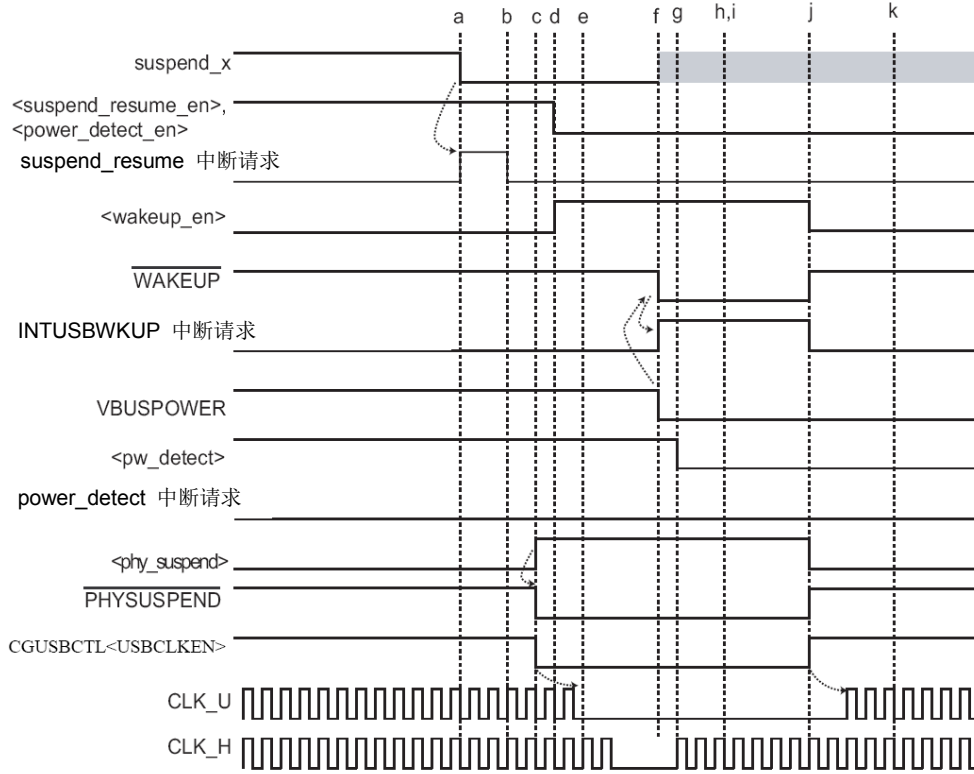 a b c d e f g h,i j k
suspend_x
<suspend_resume_en>,
<power_detect_en>
suspend_resume 中断请求
<wakeup_en>
WAKEUP
INTUSBWKUP 中断请求
VBUSPOWER
<pw_detect>
power_detect 中断请求
<phy_suspend>
PHYSUSPEND
CGUSBCTL<USBCLKEN>
CLK_U
CLK_H